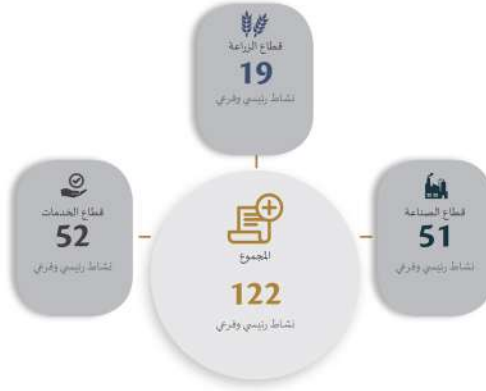 قطاع الزراعة
19
نشاط رئيسي وفرعي
قطاع الصناعة
51
نشاط رئيسي وفرعي
قطاع الخدمات
52
نشاط رئيسي وفرعي
المجموع
122
نشاط رئيسي وفرعي